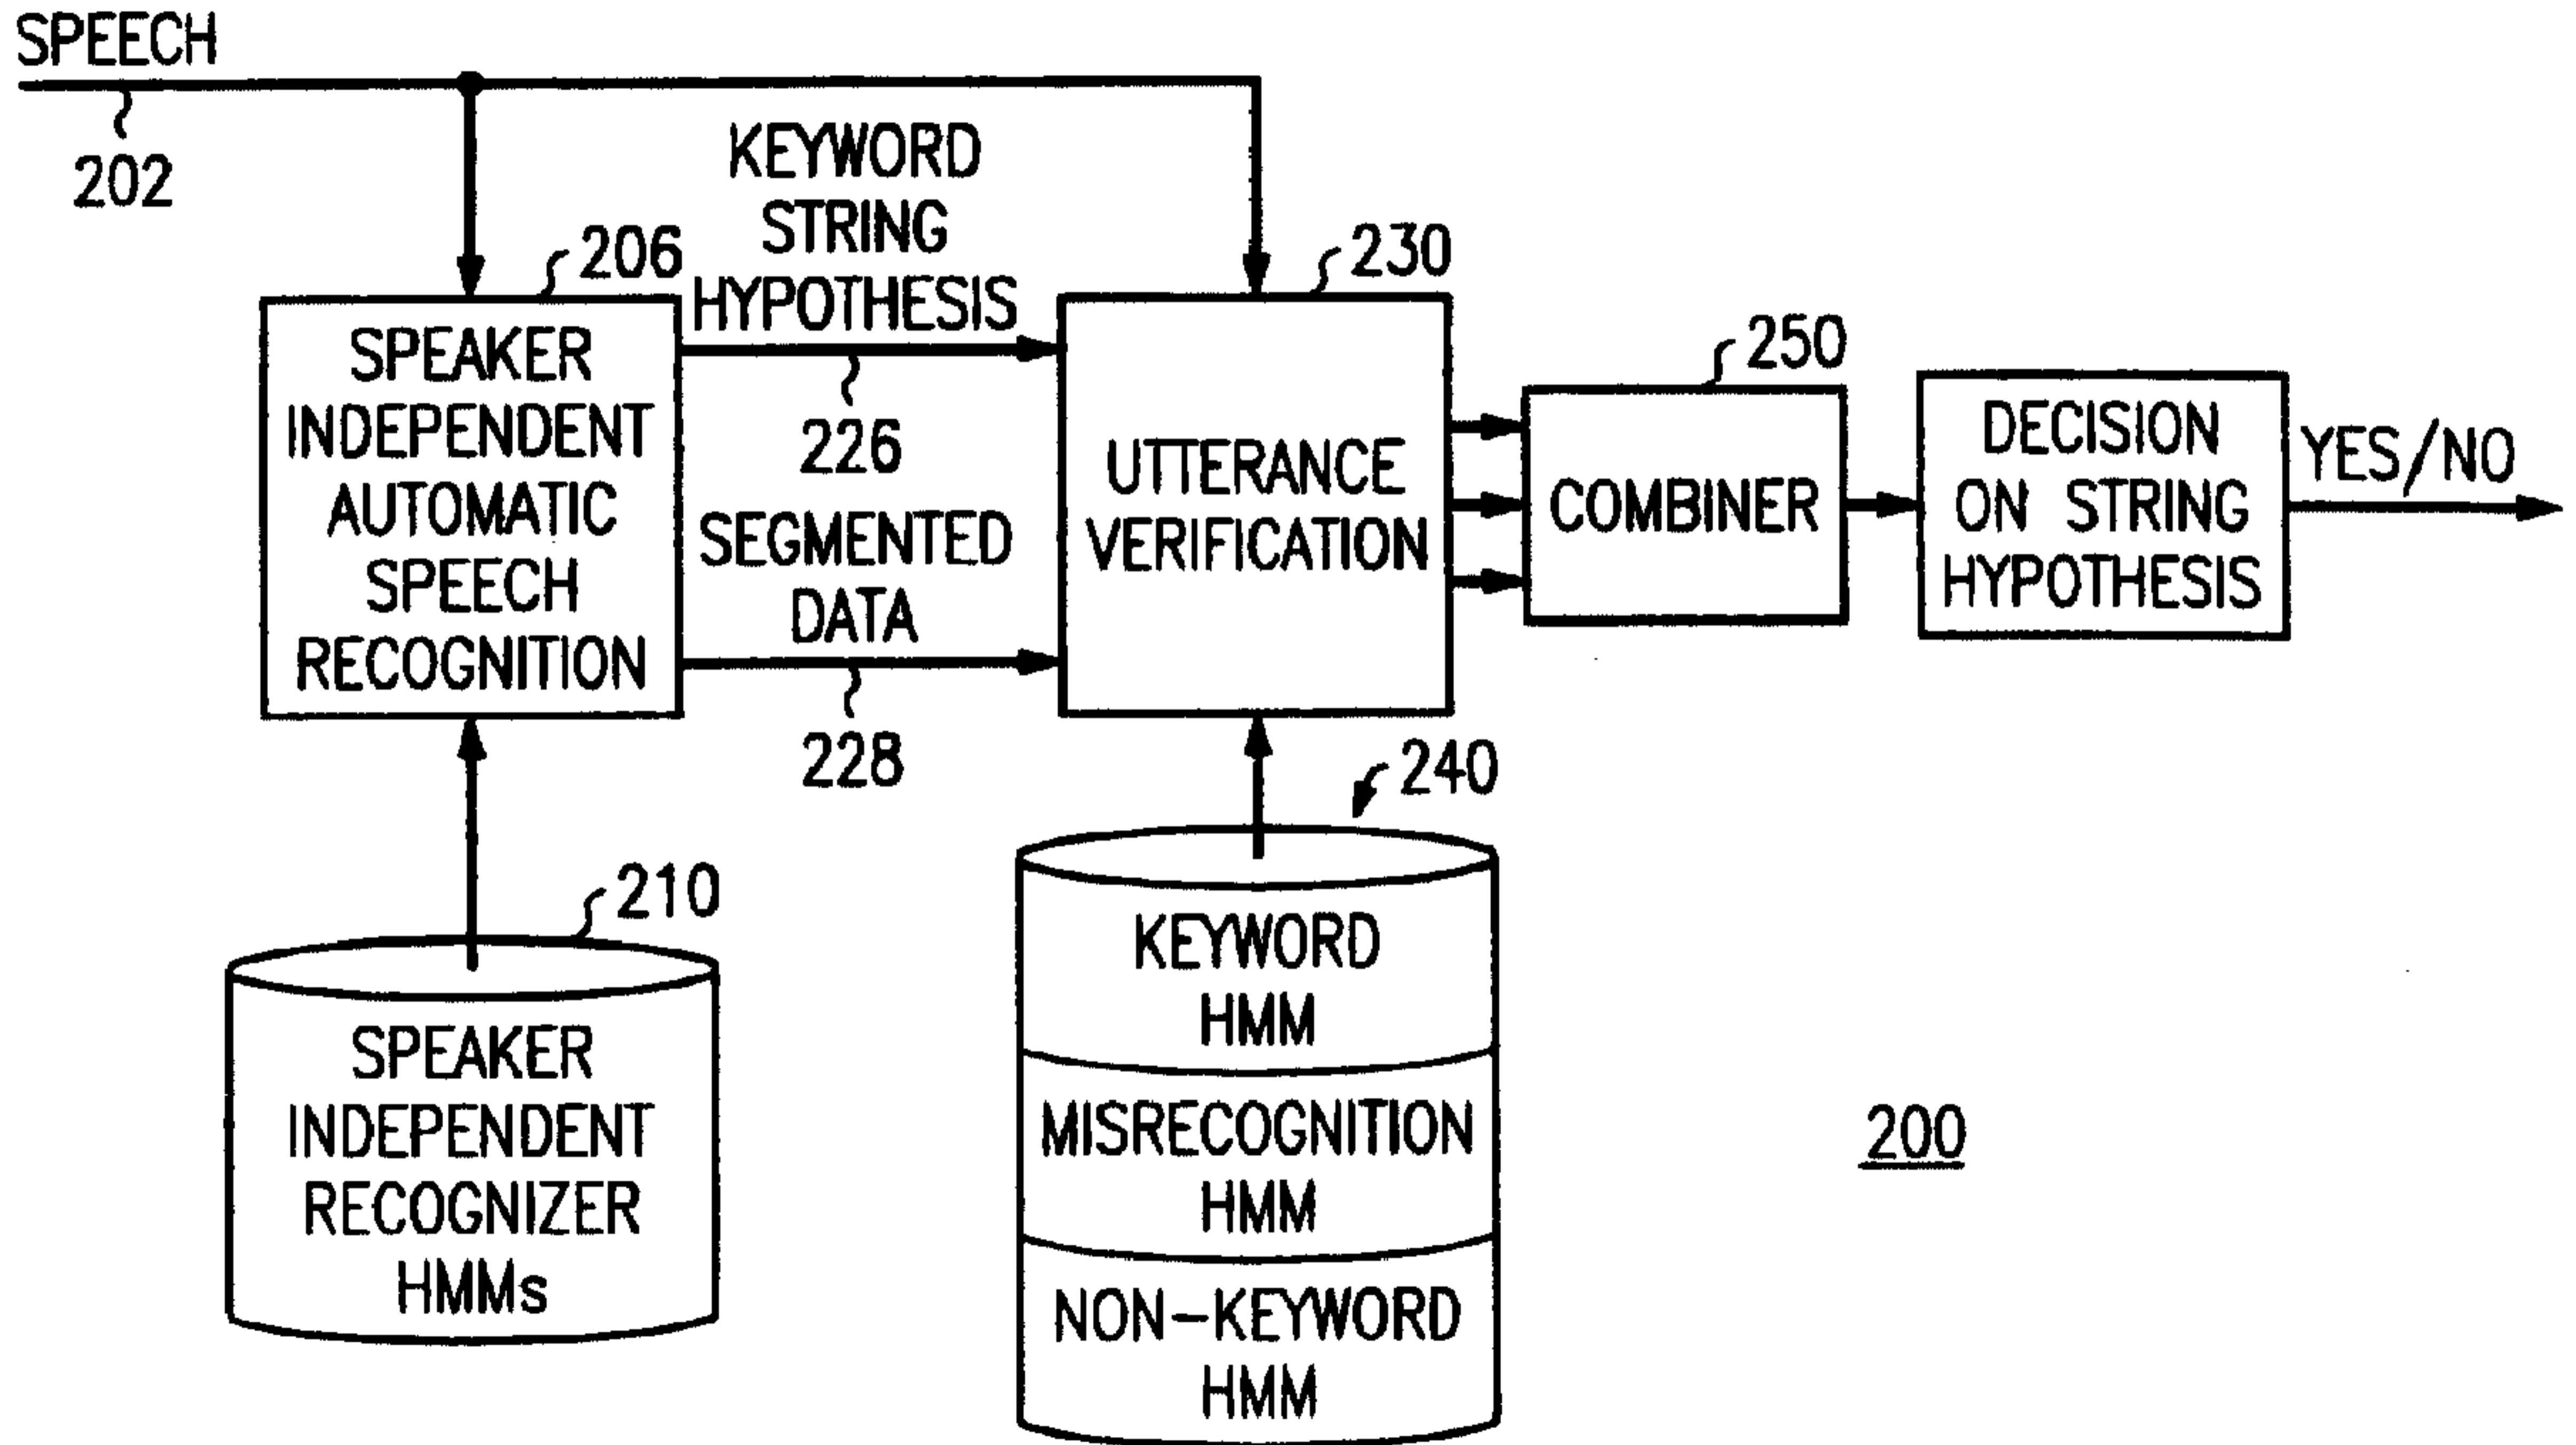 SPEECH
202
KEYWORD
STRING
HYPOTHESIS
206
230
SPEAKER
INDEPENDENT
AUTOMATIC
SPEECH
RECOGNITION
226
SEGMENTED
DATA
228
UTTERANCE
VERIFICATION
250
COMBINER
DECISION
ON STRING
HYPOTHESIS
YES/NO
210
SPEAKER
INDEPENDENT
RECOGNIZER
HMMs
240
KEYWORD
HMM
MISRECOGNITION
HMM
NON-KEYWORD
HMM
200